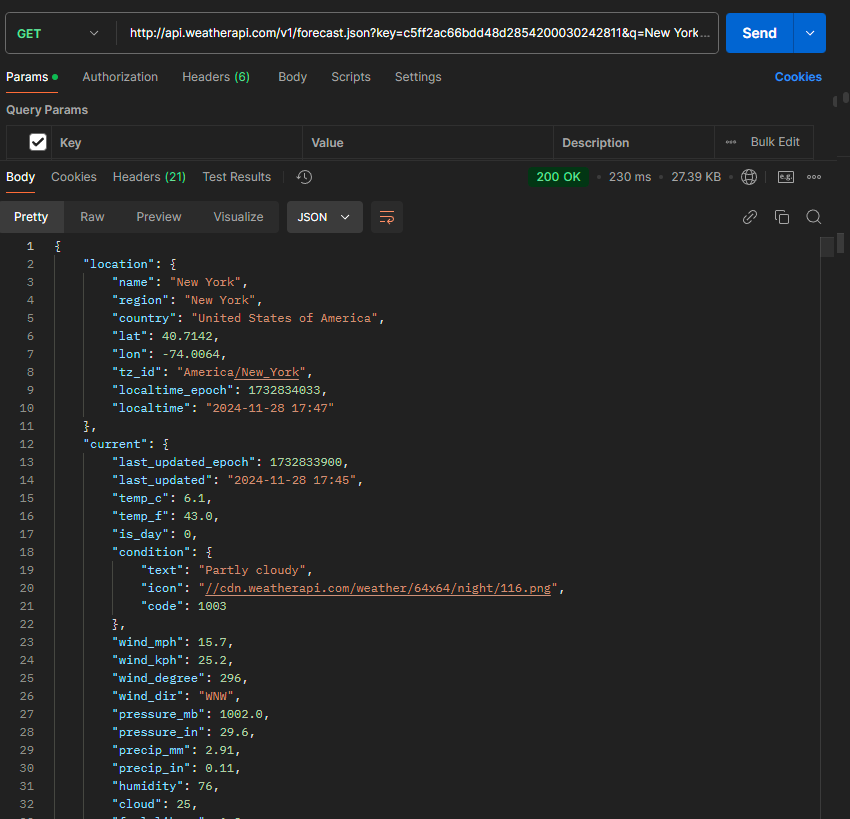 GET http://api.weatherapi.com/v1/forecast.json?key=c5ff2ac66bdd48d2854200030242811&q=New York... Send
Params Authorization Headers (6) Body Scripts Settings Cookies
Query Params
Key Value Description Bulk Edit
Body Cookies Headers (21) Test Results 200 OK 230 ms 27.39 KB e.g.
Pretty Raw Preview Visualize JSON
1 {
2 "location": {
3 "name": "New York",
4 "region": "New York",
5 "country": "United States of America",
6 "lat": 40.7142,
7 "lon": -74.0064,
8 "tz_id": "America/New_York",
9 "localtime_epoch": 1732834033,
10 "localtime": "2024-11-28 17:47"
11 },
12 "current": {
13 "last_updated_epoch": 1732833900,
14 "last_updated": "2024-11-28 17:45",
15 "temp_c": 6.1,
16 "temp_f": 43.0,
17 "is_day": 0,
18 "condition": {
19 "text": "Partly cloudy",
20 "icon": "//cdn.weatherapi.com/weather/64x64/night/116.png",
21 "code": 1003
22 },
23 "wind_mph": 15.7,
24 "wind_kph": 25.2,
25 "wind_degree": 296,
26 "wind_dir": "WNW",
27 "pressure_mb": 1002.0,
28 "pressure_in": 29.6,
29 "precip_mm": 2.91,
30 "precip_in": 0.11,
31 "humidity": 76,
32 "cloud": 25,